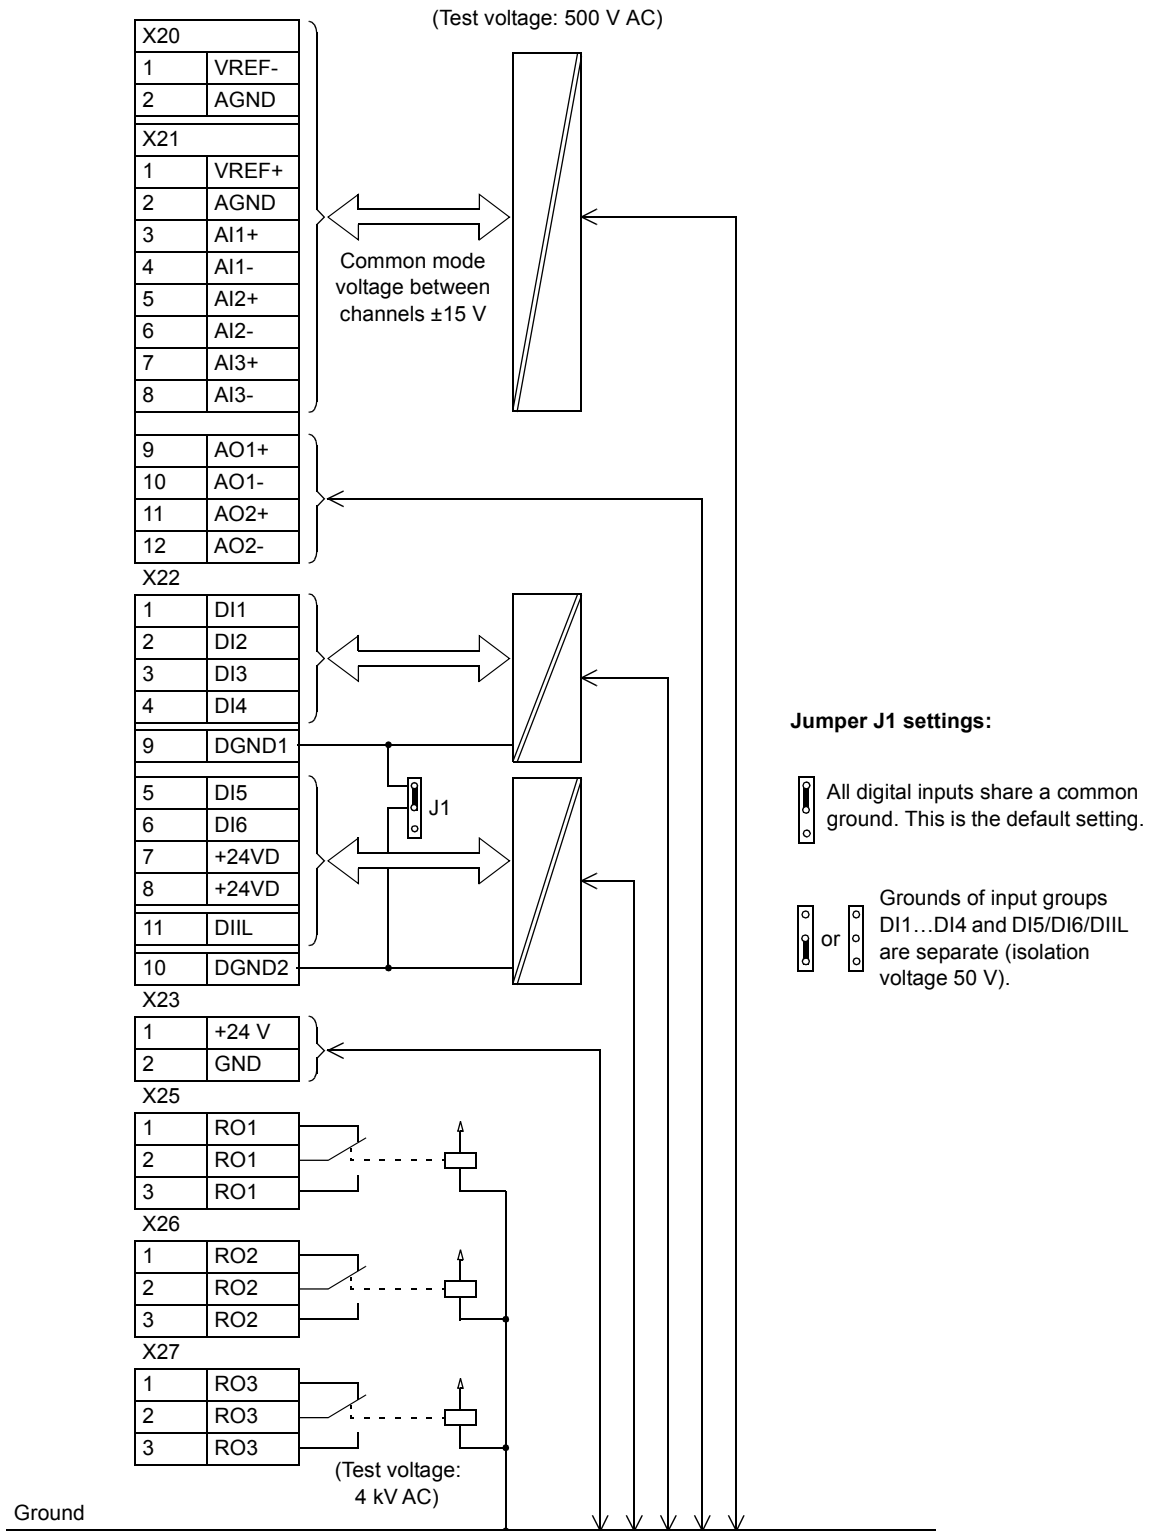 (Test voltage: 500 V AC)
X20
1 VREF-
2 AGND
X21
1 VREF+
2 AGND
3 AI1+
4 AI1-
5 AI2+
6 AI2-
7 AI3+
8 AI3-
Common mode
voltage between
channels ±15 V
9 AO1+
10 AO1-
11 AO2+
12 AO2-
X22
1 DI1
2 DI2
3 DI3
4 DI4
9 DGND1
5 DI5
6 DI6
7 +24VD
8 +24VD
11 DIIL
10 DGND2
J1
Jumper J1 settings:
All digital inputs share a common
ground. This is the default setting.
or
Grounds of input groups
DI1…DI4 and DI5/DI6/DIIL
are separate (isolation
voltage 50 V).
X23
1 +24 V
2 GND
X25
1 RO1
2 RO1
3 RO1
X26
1 RO2
2 RO2
3 RO2
X27
1 RO3
2 RO3
3 RO3
(Test voltage:
4 kV AC)
Ground